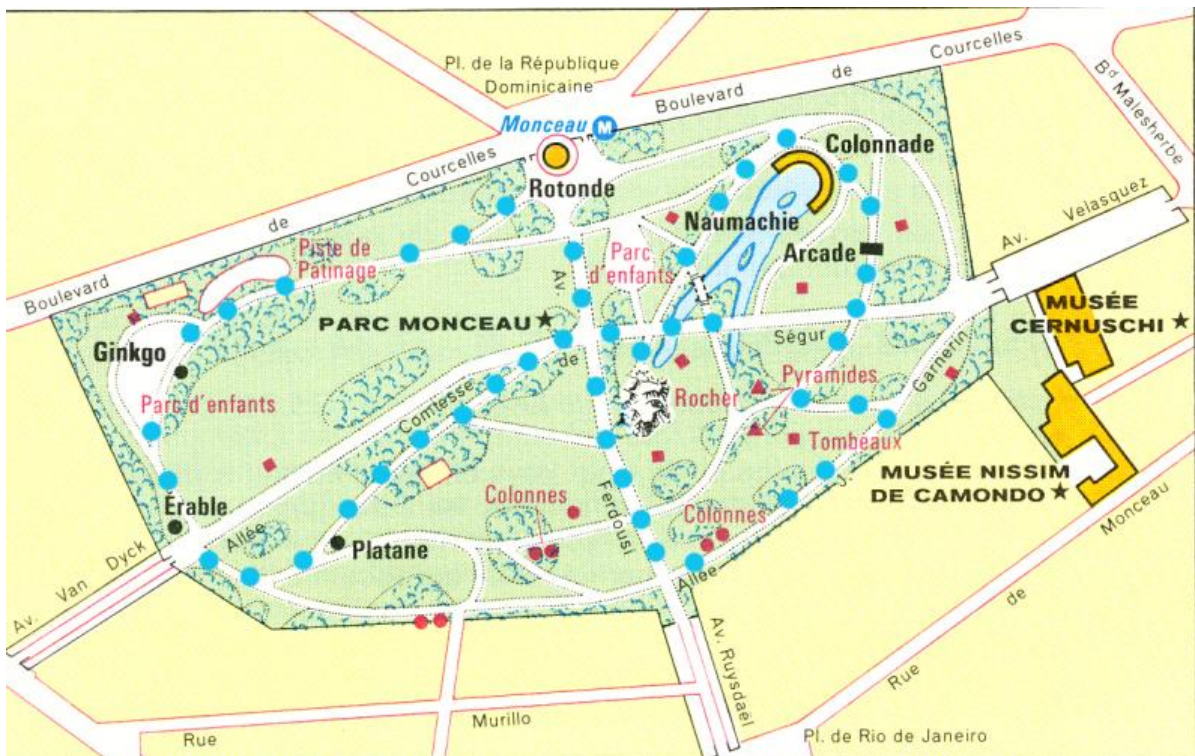 Pl. de la République
Dominicaine
Boulevard de Courcelles
Bd Malesherbe
Monceau M
Boulevard de Courcelles
Rotonde
Colonnade
Naumachie
Av. Velasquez
Piste de
Patinage
Parc
d'enfants
Arcade
PARC MONCEAU ★
MUSÉE
CERNUSCHI ★
Ginkgo
Allée Comtesse de Ségur
Parc d'enfants
Rocher
Pyramides
Tombeaux
Allée J. Garnerin
MUSÉE NISSIM
DE CAMONDO ★
Av. Ferdousi
Colonnes
Colonnes
Érable
Platane
Av. Van Dyck
Av. Ruysdaël
Rue de Monceau
Rue Murillo
Pl. de Rio de Janeiro